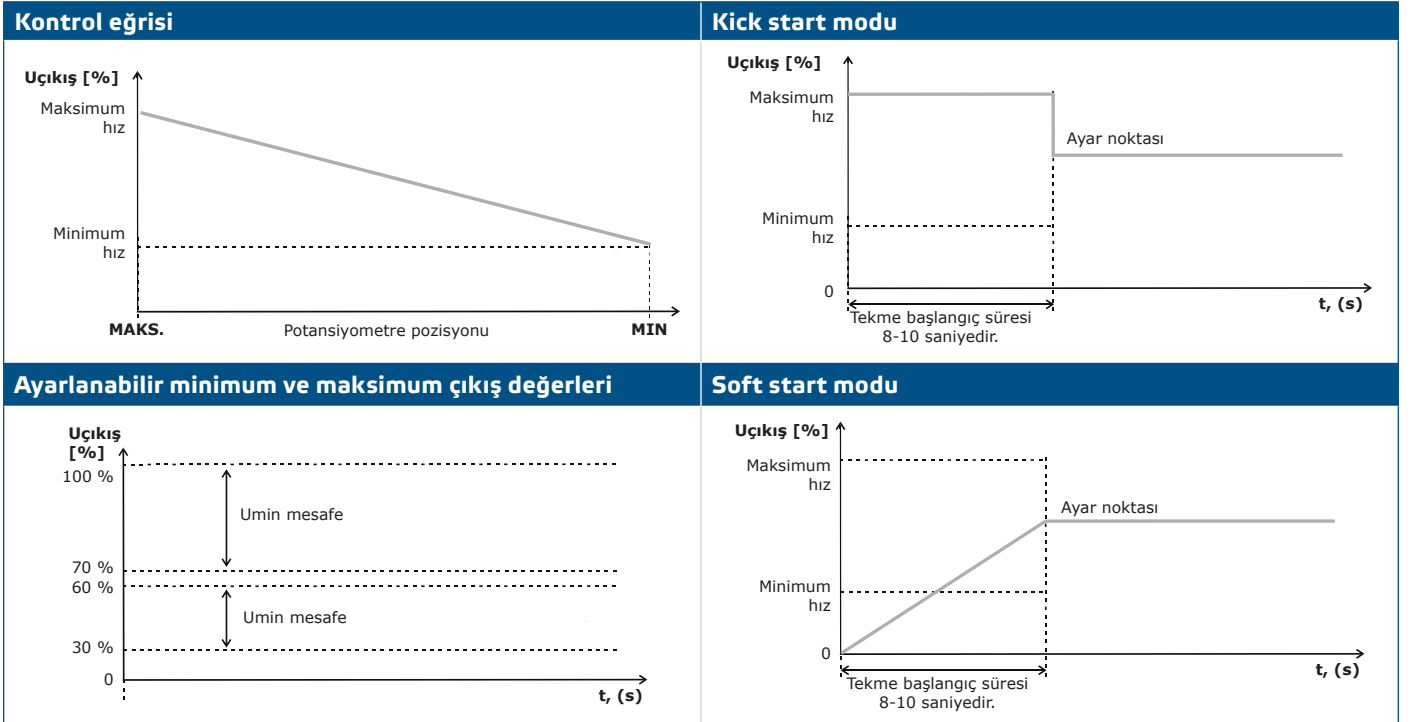 Kontrol eğrisi
Uçıkış [%]
Maksimum
hız
Minimum
hız
MAKS.
Potansiyometre pozisyonu
MIN
Kick start modu
Uçıkış [%]
Maksimum
hız
Ayar noktası
Minimum
hız
0
t, (s)
Tekme başlangıç süresi
8-10 saniyedir.
Ayarlanabilir minimum ve maksimum çıkış değerleri
Uçıkış
[%]
100 %
Umin mesafe
70 %
60 %
Umin mesafe
30 %
0
t, (s)
Soft start modu
Uçıkış [%]
Maksimum
hız
Ayar noktası
Minimum
hız
0
t, (s)
Tekme başlangıç süresi
8-10 saniyedir.